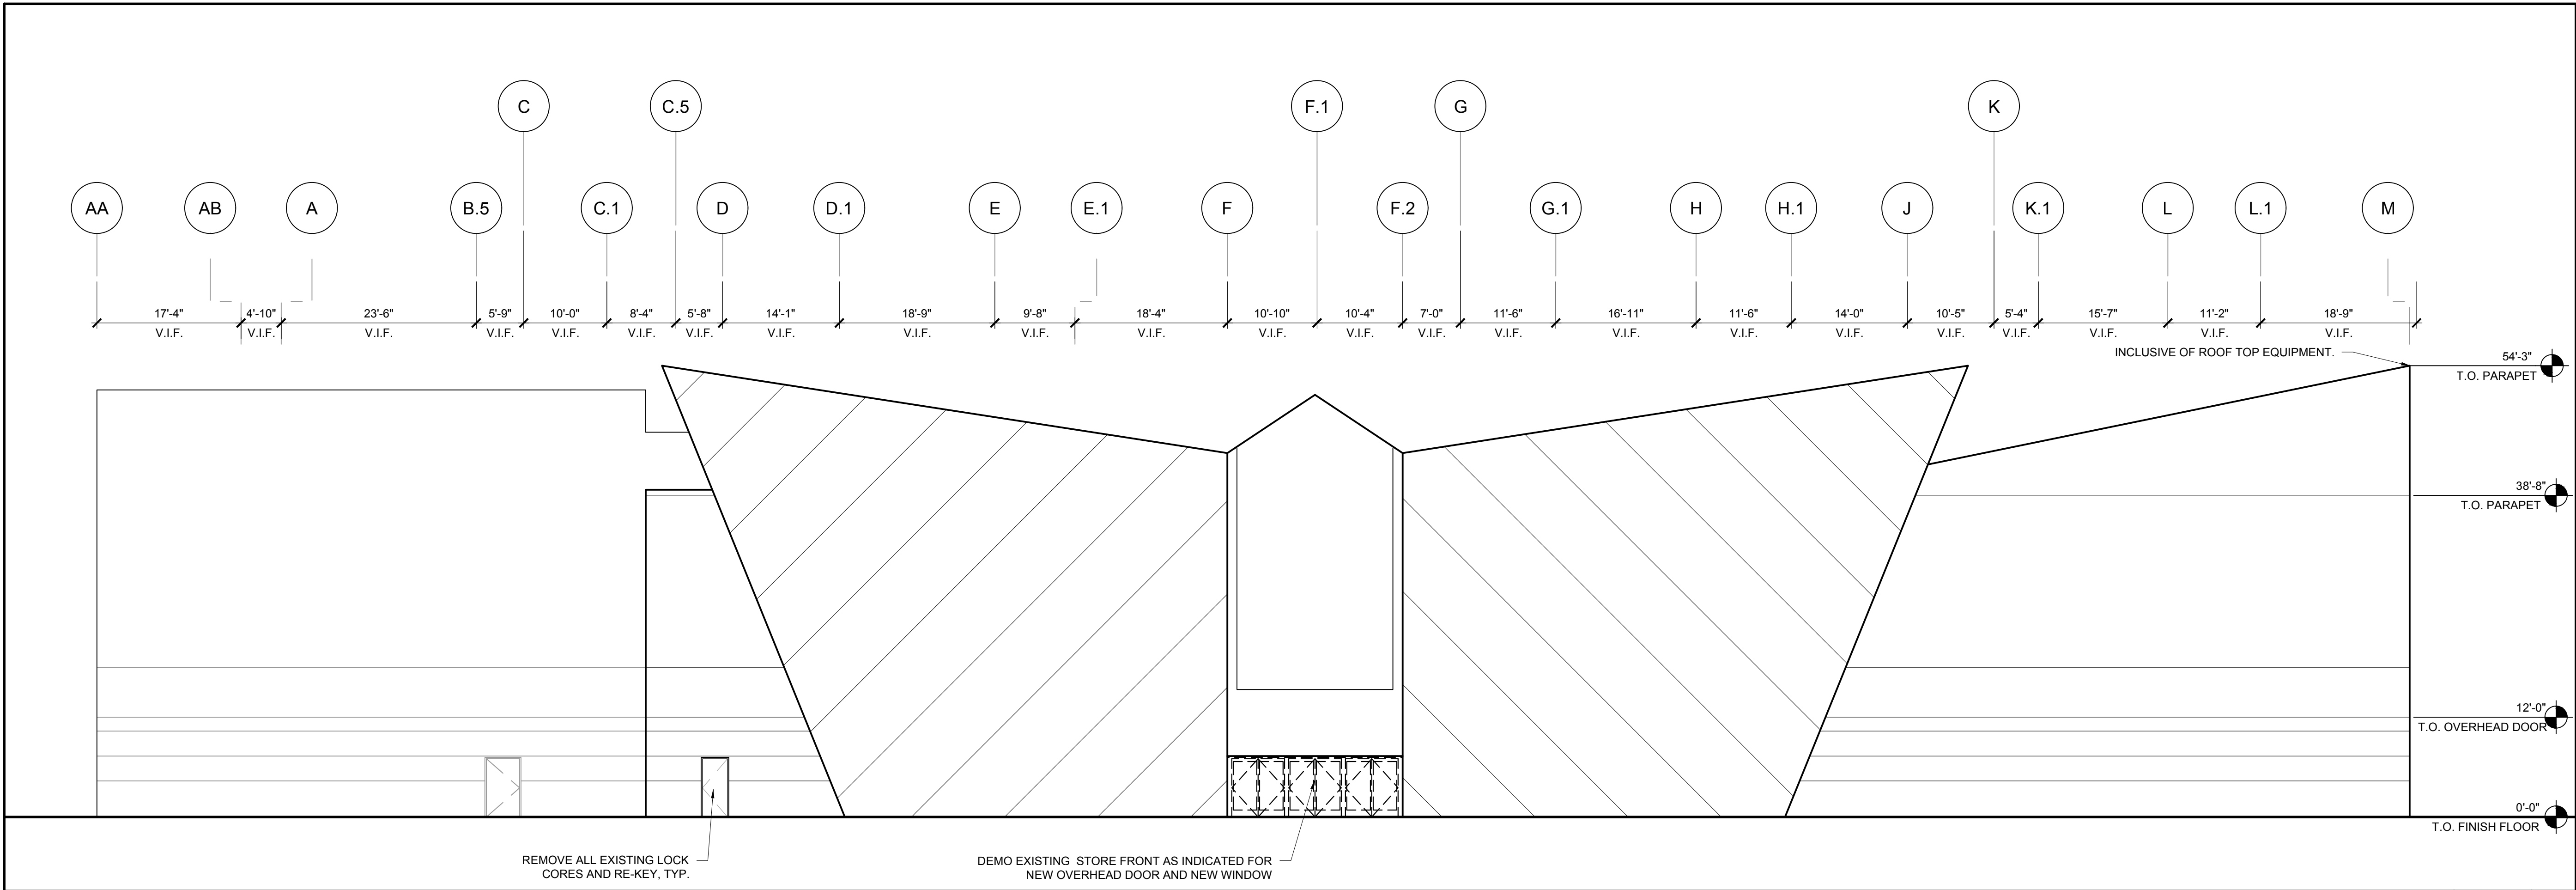 C C.5 F.1 G K
AA AB A B.5 C.1 D D.1 E E.1 F F.2 G.1 H H.1 J K.1 L L.1 M
17'-4" 4'-10" 23'-6" 5'-9" 10'-0" 8'-4" 5'-8" 14'-1" 18'-9" 9'-8" 18'-4" 10'-10" 10'-4" 7'-0" 11'-6" 16'-11" 11'-6" 14'-0" 10'-5" 5'-4" 15'-7" 11'-2" 18'-9"
V.I.F. V.I.F. V.I.F. V.I.F. V.I.F. V.I.F. V.I.F. V.I.F. V.I.F. V.I.F. V.I.F. V.I.F. V.I.F. V.I.F. V.I.F. V.I.F. V.I.F. V.I.F. V.I.F. V.I.F. V.I.F. V.I.F. V.I.F.
INCLUSIVE OF ROOF TOP EQUIPMENT.
54'-3"
T.O. PARAPET
38'-8"
T.O. PARAPET
12'-0"
T.O. OVERHEAD DOOR
0'-0"
T.O. FINISH FLOOR
REMOVE ALL EXISTING LOCK
CORES AND RE-KEY, TYP.
DEMO EXISTING STORE FRONT AS INDICATED FOR
NEW OVERHEAD DOOR AND NEW WINDOW